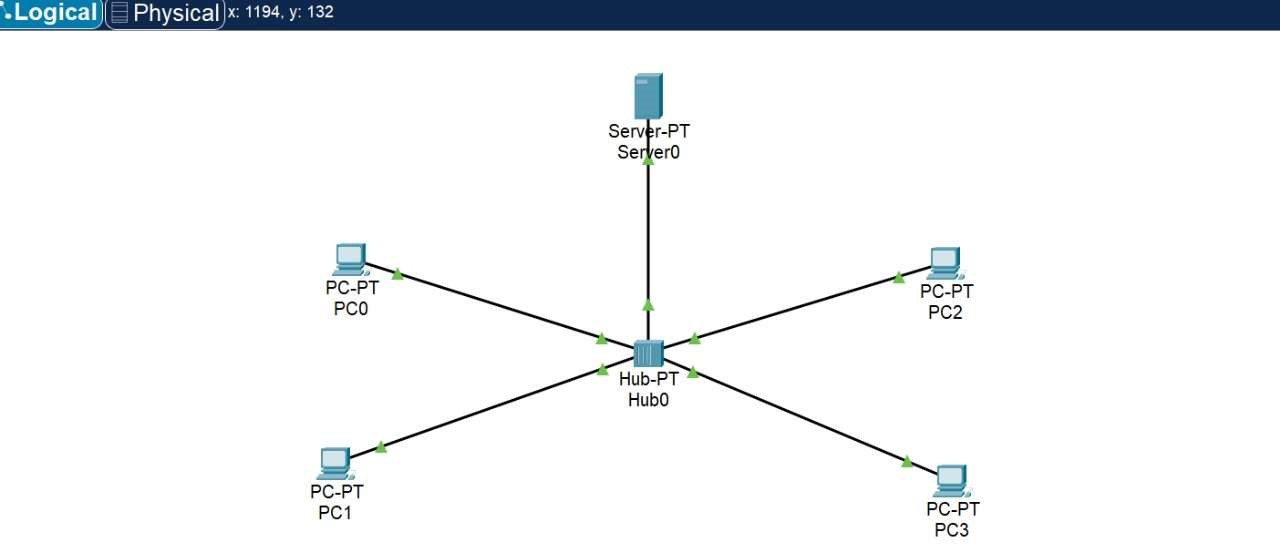 Logical
Physical
x: 1194, y: 132
Server-PT
Server0
PC-PT
PC0
PC-PT
PC2
Hub-PT
Hub0
PC-PT
PC1
PC-PT
PC3